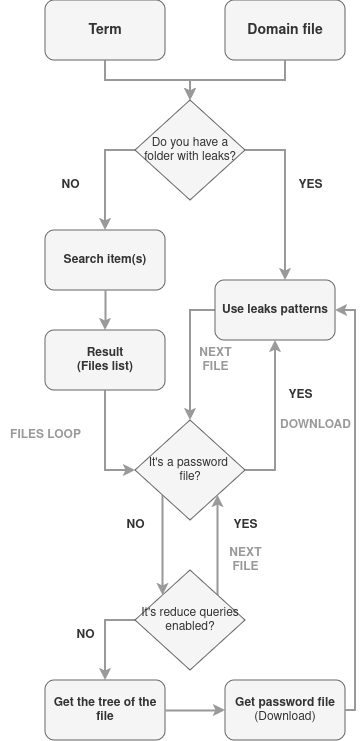 Term
Domain file
Do you have a
folder with leaks?
NO
YES
Search item(s)
Use leaks patterns
Result
(Files list)
NEXT
FILE
YES
DOWNLOAD
FILES LOOP
It's a password
file?
NO
YES
NEXT
FILE
It's reduce queries
enabled?
NO
Get the tree of the
file
Get password file
(Download)